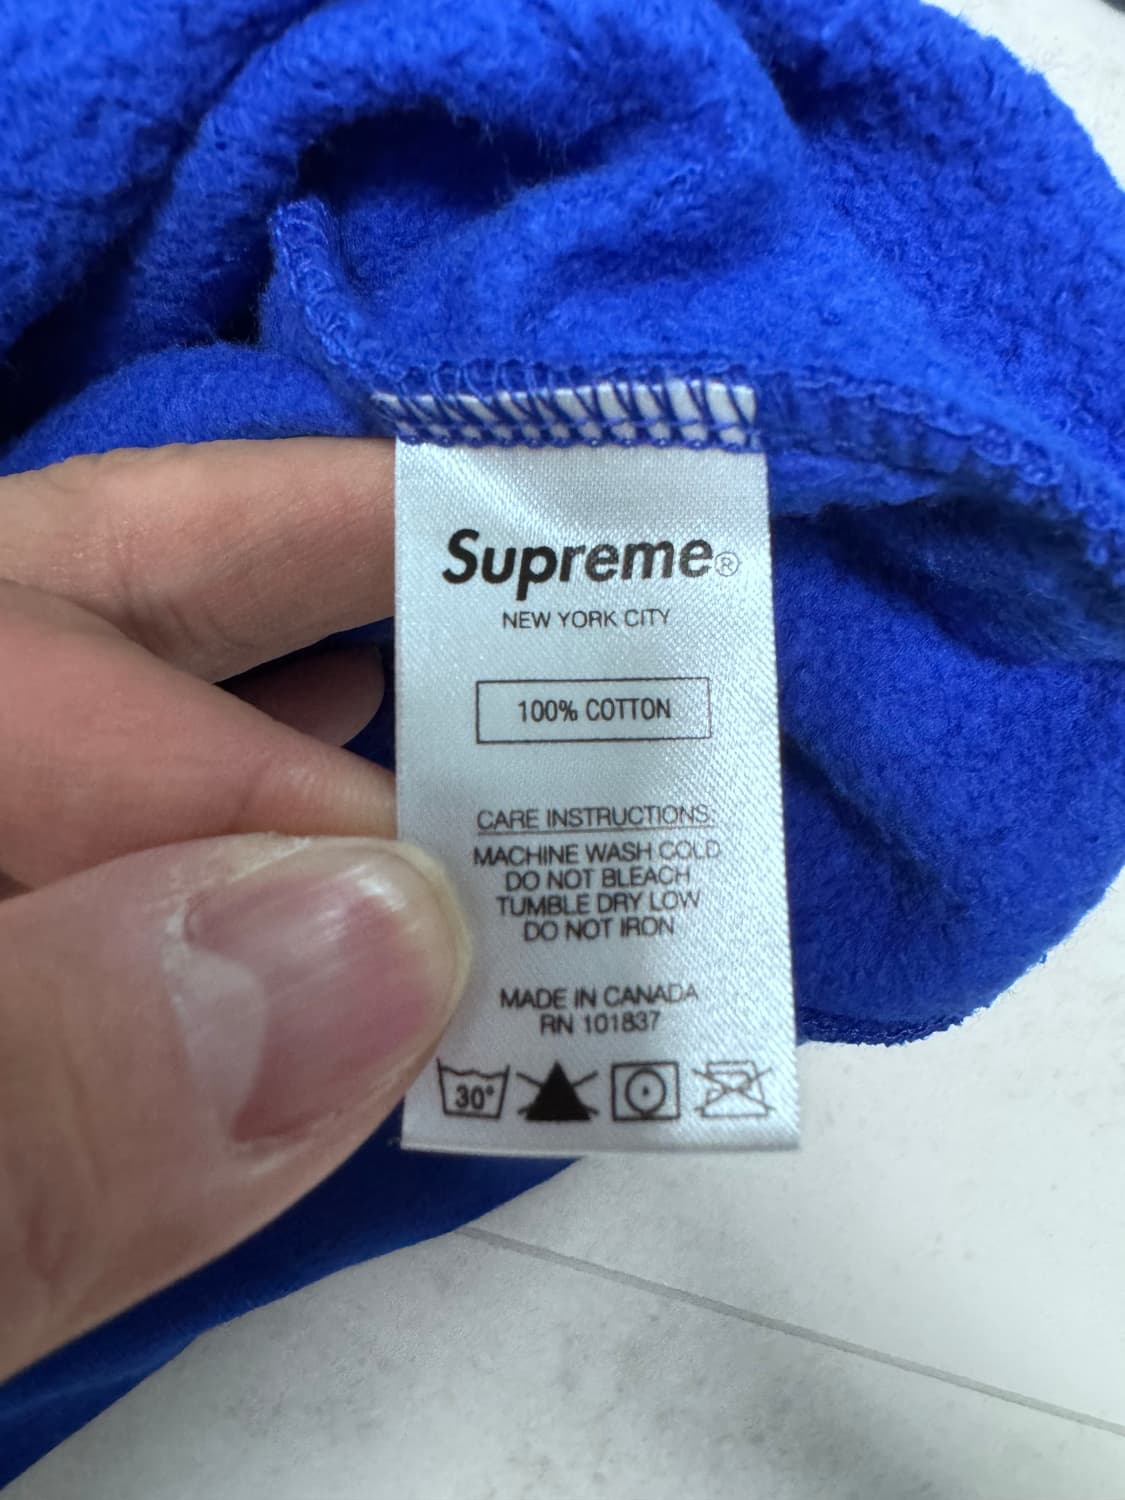 Supreme®
NEW YORK CITY
100% COTTON
CARE INSTRUCTIONS:
MACHINE WASH COLD
DO NOT BLEACH
TUMBLE DRY LOW
DO NOT IRON
MADE IN CANADA
RN 101837
30°